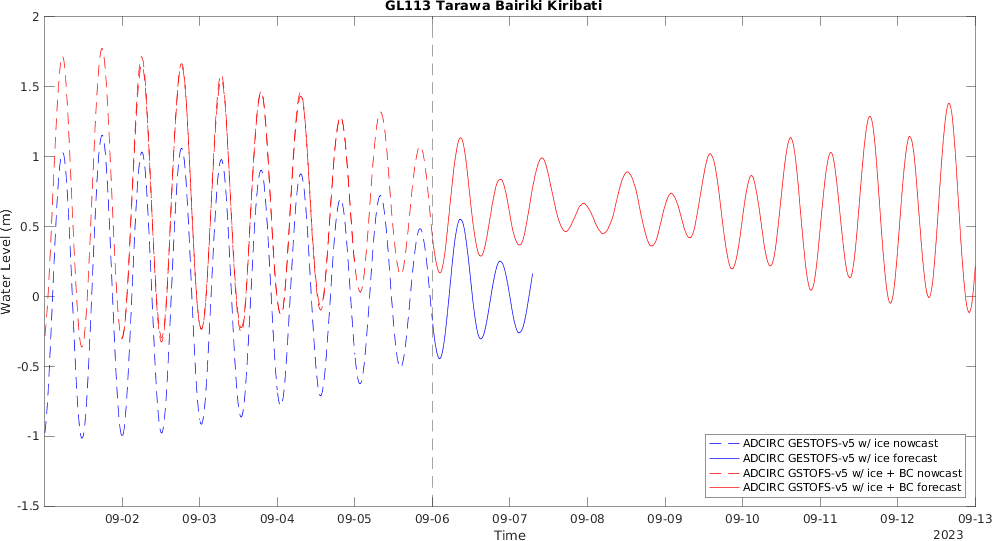 GL113 Tarawa Bairiki Kiribati
2
1.5
1
0.5
0
-0.5
-1
-1.5
Water Level (m)
ADCIRC GESTOFS-v5 w/ ice nowcast
ADCIRC GESTOFS-v5 w/ ice forecast
ADCIRC GSTOFS-v5 w/ ice + BC nowcast
ADCIRC GSTOFS-v5 w/ ice + BC forecast
09-02 09-03 09-04 09-05 09-06 09-07 09-08 09-09 09-10 09-11 09-12 09-13
Time
2023